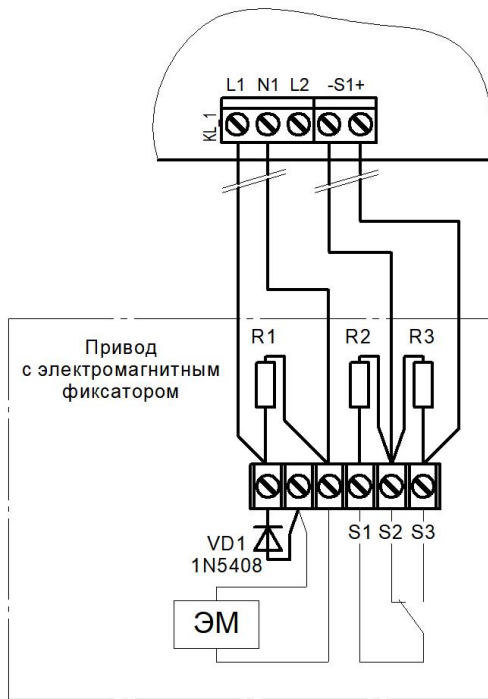 L1 N1 L2 -S1+
KL 1
R1 R2 R3
Привод
с электромагнитным
фиксатором
S1 S2 S3
VD1
1N5408
ЭМ